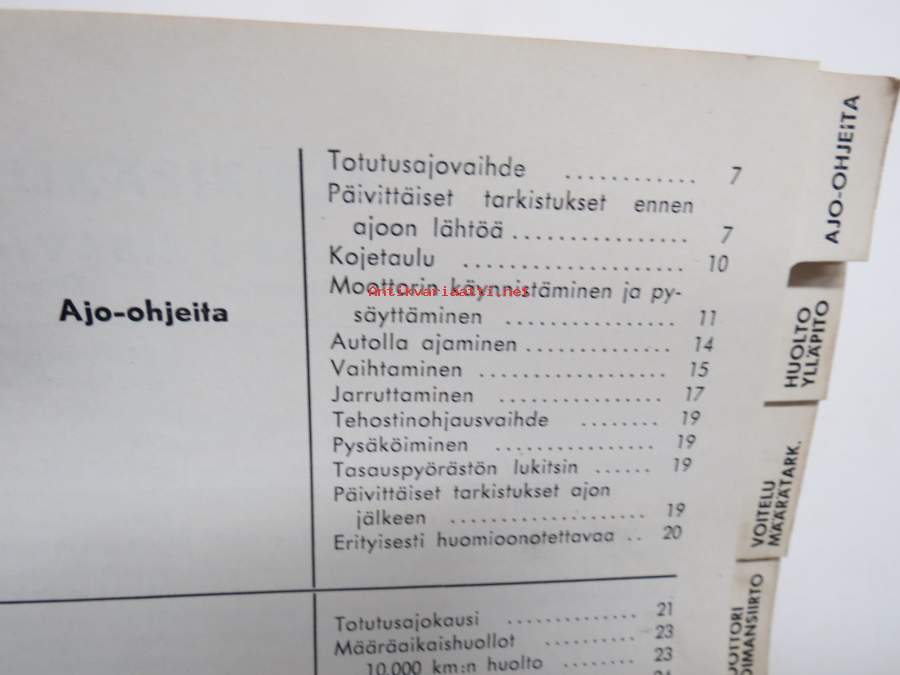 Ajo-ohjeita
Totutusajovaihde ............ 7
Päivittäiset tarkistukset ennen
ajoon lähtöä ................ 7
Kojetaulu .................... 10
Moottorin käynnistäminen ja py-
säyttäminen ................ 11
Antikvariaatti.net
Autolla ajaminen .............. 14
Vaihtaminen .................. 15
Jarruttaminen ................ 17
Tehostinohjausvaihde ........ 19
Pysäköiminen ................ 19
Tasauspyörästön lukitsin ...... 19
Päivittäiset tarkistukset ajon
jälkeen .................... 19
Erityisesti huomioonotettavaa .. 20
Totutusajokausi .............. 21
Määräaikaishuollot .......... 23
10.000 km:n huolto ........ 23
AJO-OHJEITA
HUOLTO
YLLÄPITO
VOITELU
MÄÄRÄTARK.